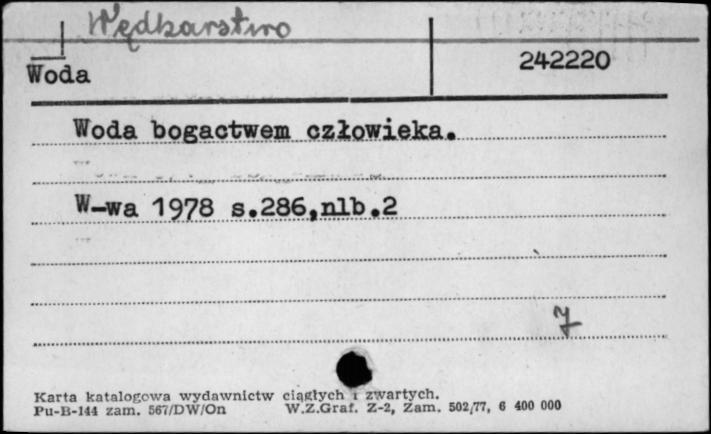 Wędkarstwo
Woda
242220
Woda bogactwem człowieka.
W-wa 1978 s.286,nlb.2
Karta katalogowa wydawnictw ciągłych i zwartych.
Pu-B-144 zam. 567/DW/On W.Z.Graf. Z-2, Zam. 502/77, 6 400 000